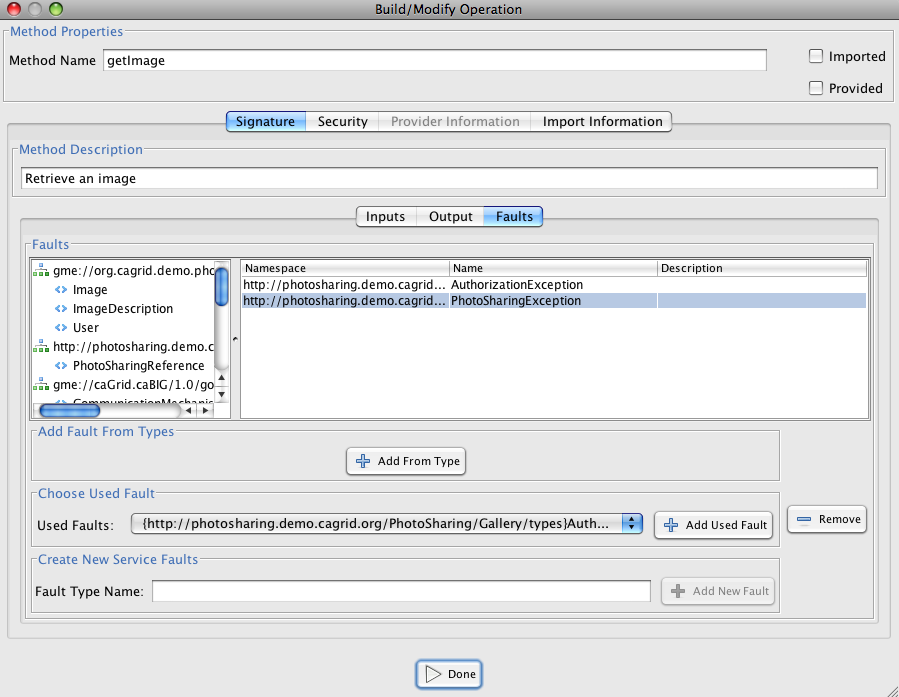 Build/Modify Operation
Method Properties
Method Name getImage
Imported
Provided
Signature Security Provider Information Import Information
Method Description
Retrieve an image
Inputs Output Faults
Faults
gme://org.cagrid.demo.pho
Image
ImageDescription
User
http://photosharing.demo.c
PhotoSharingReference
gme://caGrid.caBIG/1.0/go
CommunicationMechanis
Namespace Name Description
http://photosharing.demo.cagrid... AuthorizationException
http://photosharing.demo.cagrid... PhotoSharingException
Add Fault From Types
Add From Type
Choose Used Fault
Used Faults: {http://photosharing.demo.cagrid.org/PhotoSharing/Gallery/types}Auth... Add Used Fault
Remove
Create New Service Faults
Fault Type Name: Add New Fault
Done